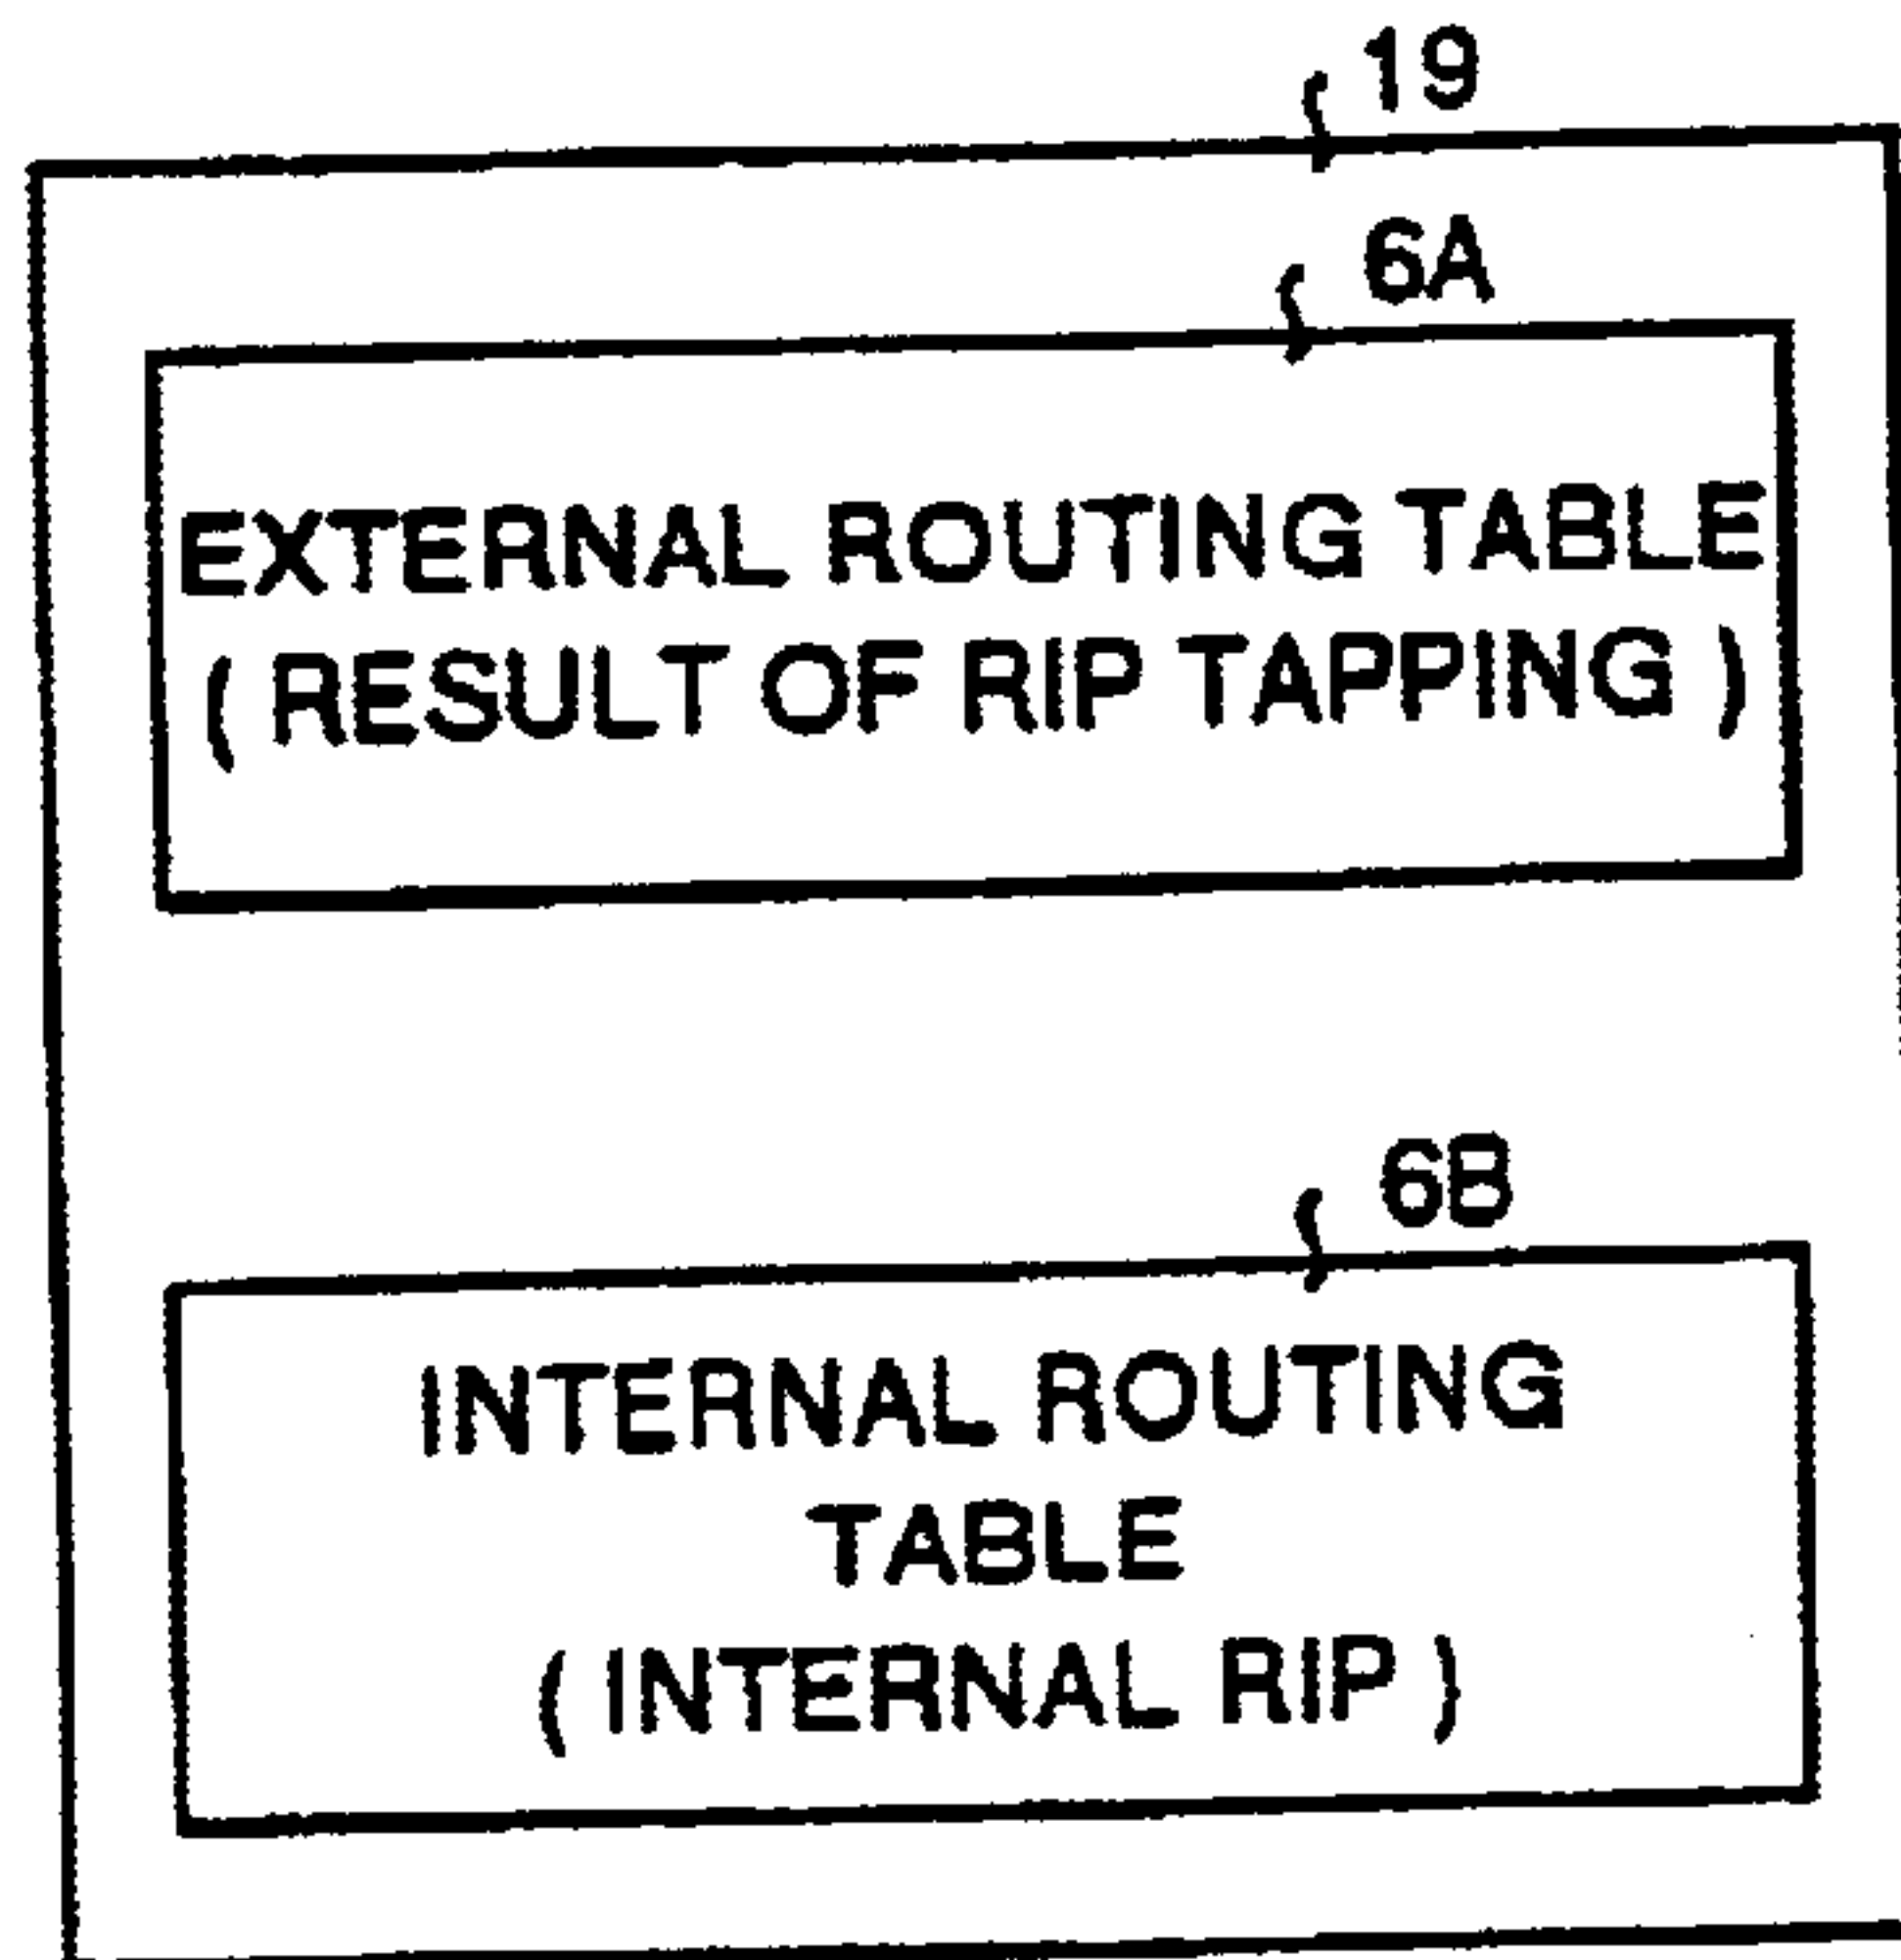 19
6A
EXTERNAL ROUTING TABLE
( RESULT OF RIP TAPPING )
6B
INTERNAL ROUTING
TABLE
( INTERNAL RIP )